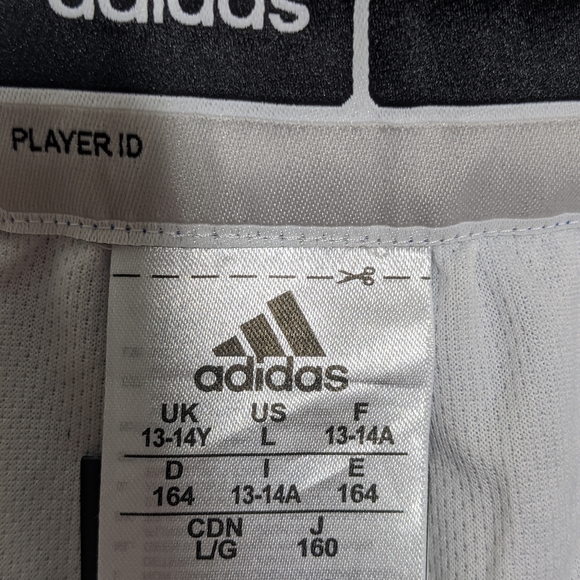 adidas
PLAYER ID
adidas
UK US F
13-14Y L 13-14A
D I E
164 13-14A 164
CDN J
L/G 160